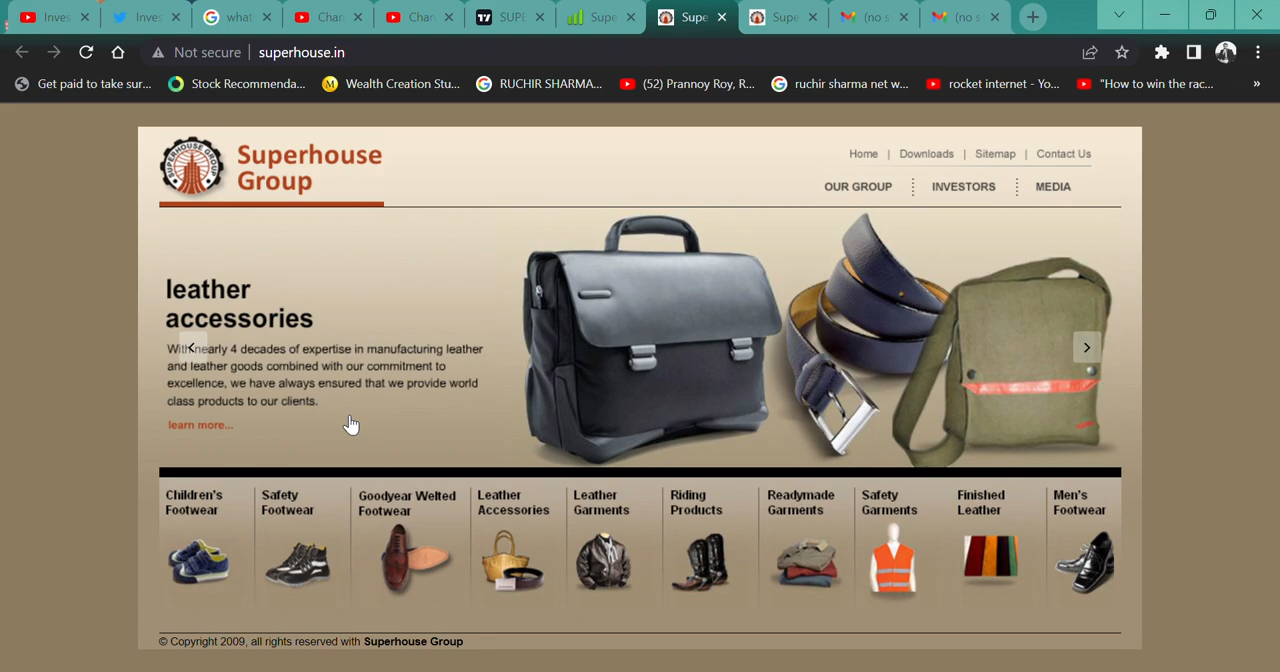 Inves
Inves
what
Chan
Chan
SUPE
Supe
Supe
Supe
(no s
(no s
Not secure
superhouse.in
Get paid to take sur...
Stock Recommenda...
Wealth Creation Stu...
RUCHIR SHARMA...
(52) Prannoy Roy, R...
ruchir sharma net w...
rocket internet - Yo...
"How to win the rac...
»
SUPERHOUSE GROUP
Superhouse
Group
Home | Downloads | Sitemap | Contact Us
OUR GROUP
INVESTORS
MEDIA
leather
accessories
With nearly 4 decades of expertise in manufacturing leather
and leather goods combined with our commitment to
excellence, we have always ensured that we provide world
class products to our clients.
learn more...
Children's
Footwear
Safety
Footwear
Goodyear Welted
Footwear
Leather
Accessories
Leather
Garments
Riding
Products
Readymade
Garments
Safety
Garments
Finished
Leather
Men's
Footwear
© Copyright 2009, all rights reserved with Superhouse Group